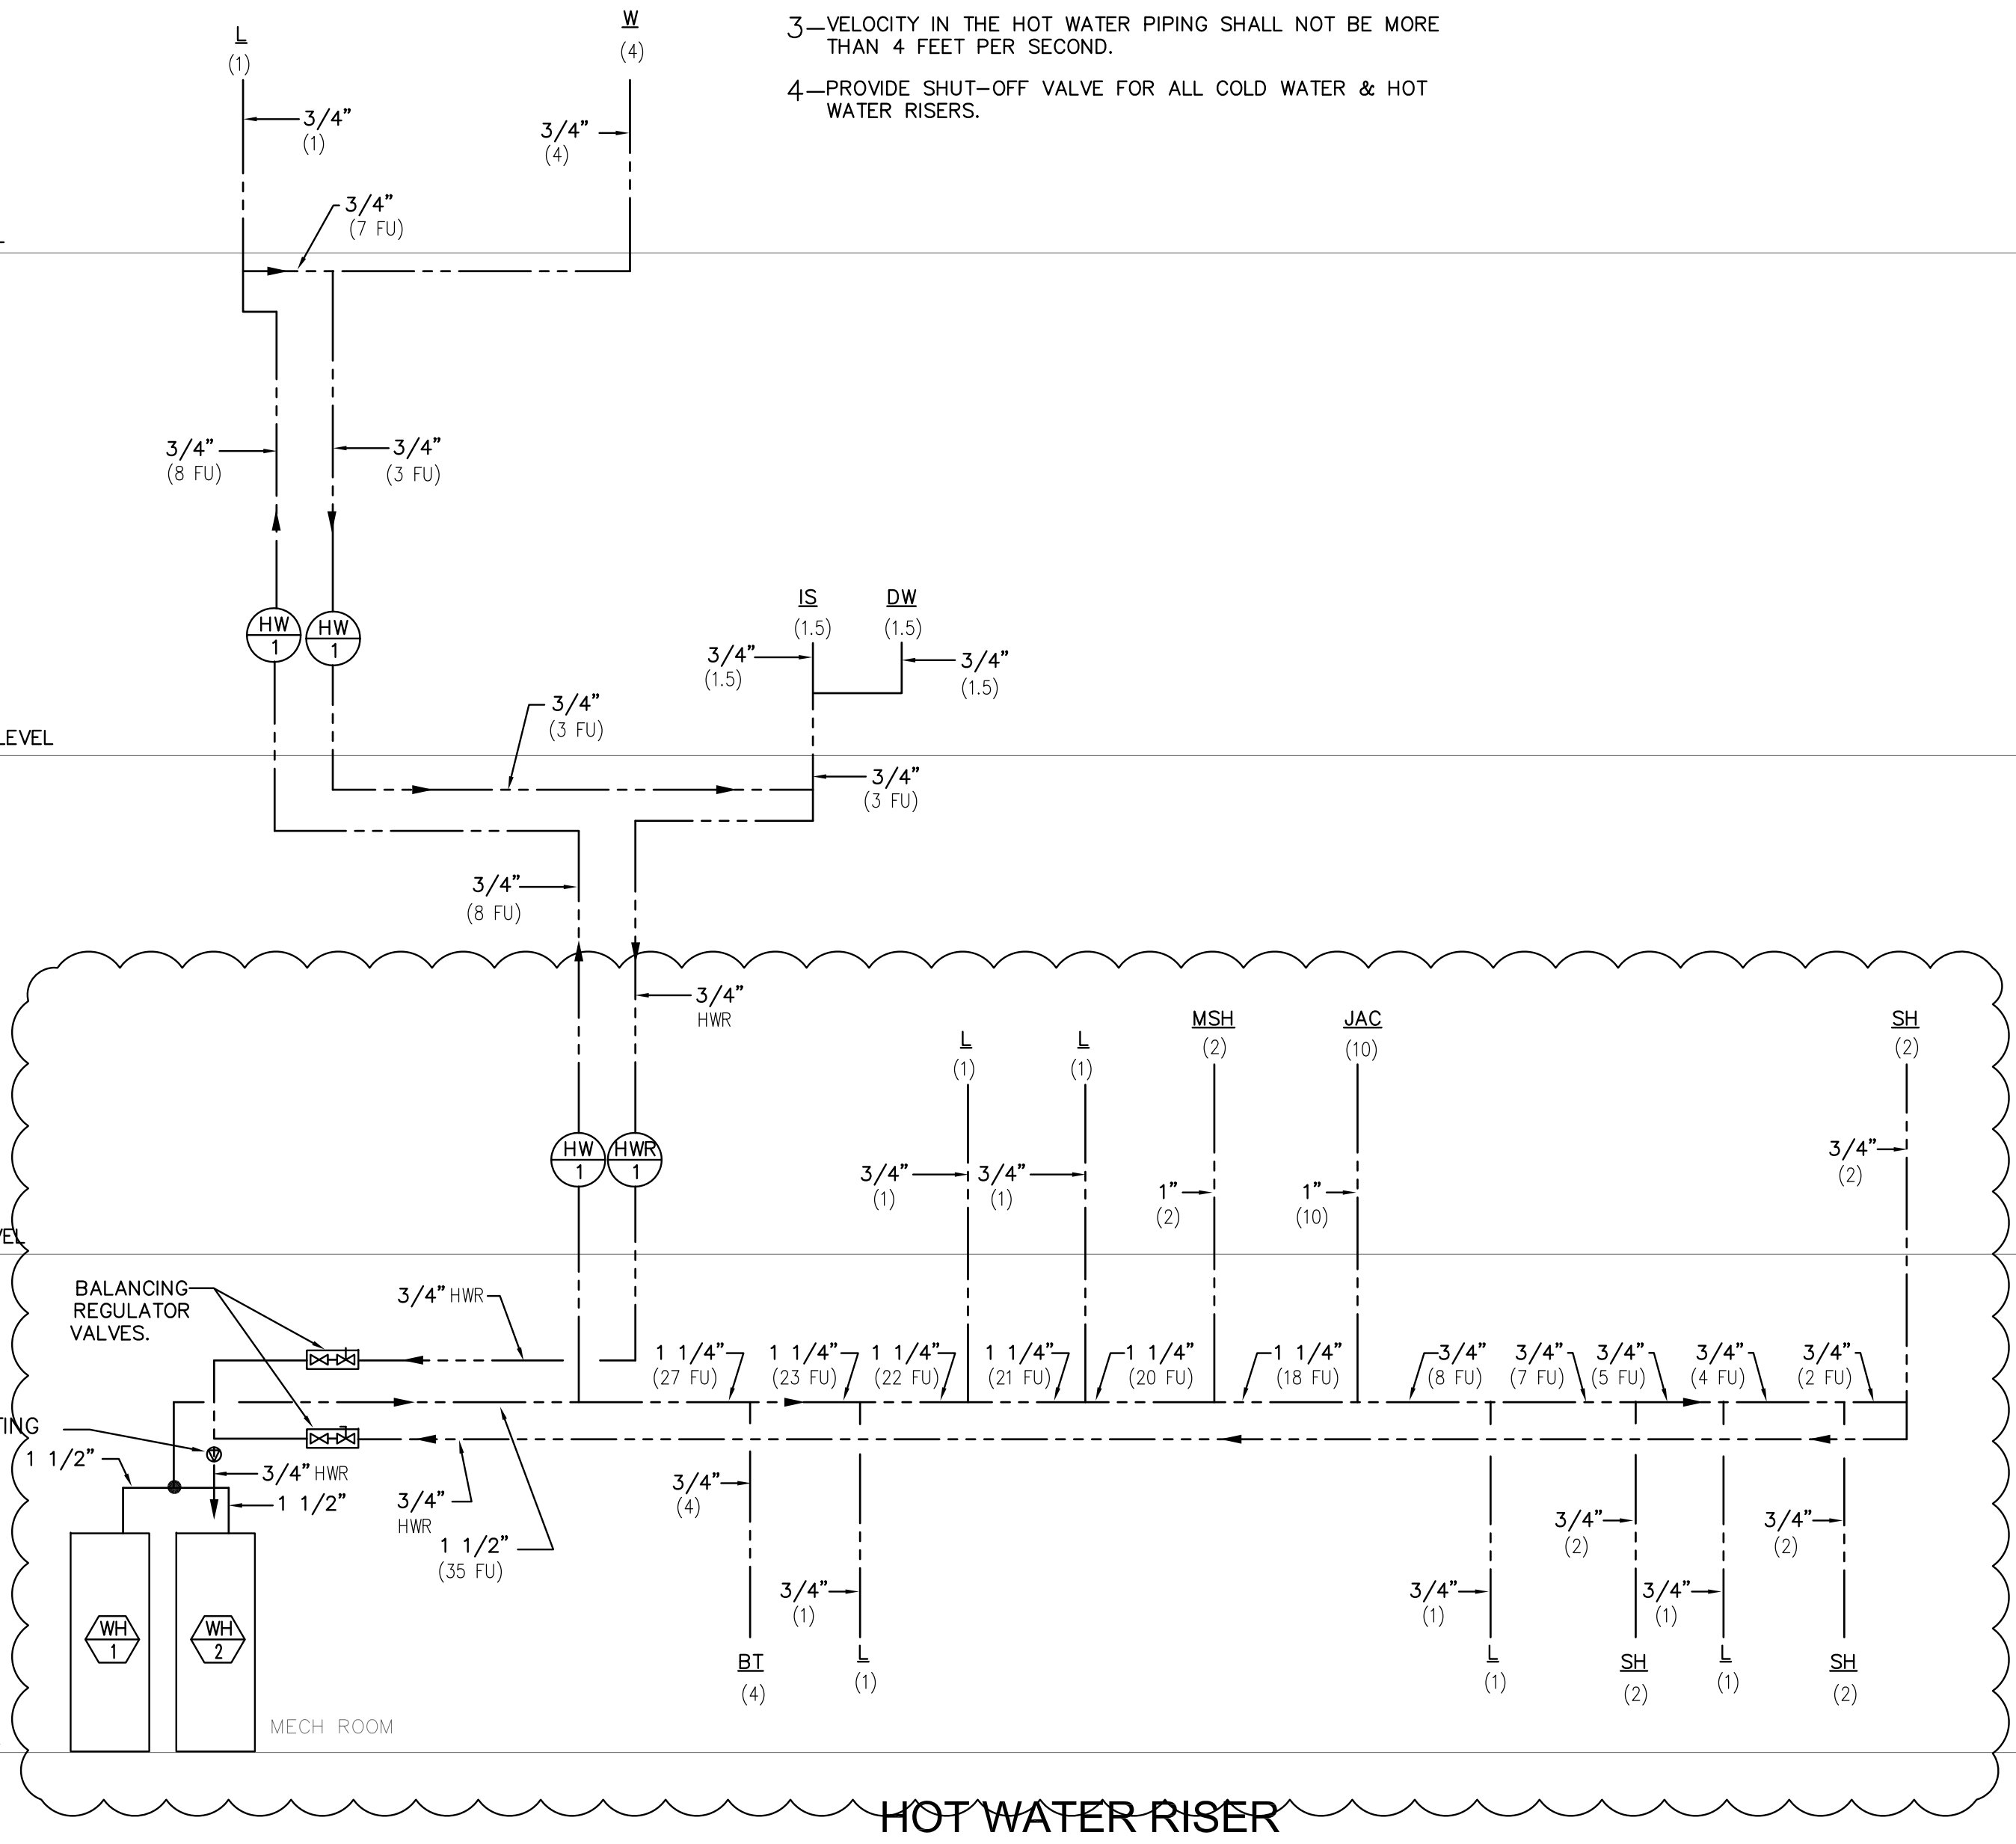 3—VELOCITY IN THE HOT WATER PIPING SHALL NOT BE MORE
THAN 4 FEET PER SECOND.
4—PROVIDE SHUT-OFF VALVE FOR ALL COLD WATER & HOT
WATER RISERS.
L
(1)
W
(4)
3/4"
(1)
3/4"
(4)
3/4"
(7 FU)
3/4"
(8 FU)
3/4"
(3 FU)
HW
1
HW
1
IS
(1.5)
DW
(1.5)
3/4"
(1.5)
3/4"
(1.5)
3/4"
(3 FU)
LEVEL
3/4"
(3 FU)
3/4"
(8 FU)
3/4"
HWR
HW
1
HWR
1
L
(1)
L
(1)
MSH
(2)
JAC
(10)
SH
(2)
3/4"
(1)
3/4"
(1)
1"
(2)
1"
(10)
3/4"
(2)
VEL
BALANCING
REGULATOR
VALVES.
3/4" HWR
1 1/4"
(27 FU)
1 1/4"
(23 FU)
1 1/4"
(22 FU)
1 1/4"
(21 FU)
1 1/4"
(20 FU)
1 1/4"
(18 FU)
3/4"
(8 FU)
3/4"
(7 FU)
3/4"
(5 FU)
3/4"
(4 FU)
3/4"
(2 FU)
TING
1 1/2"
3/4" HWR
1 1/2"
3/4"
HWR
1 1/2"
(35 FU)
3/4"
(4)
3/4"
(1)
3/4"
(1)
3/4"
(2)
3/4"
(1)
3/4"
(2)
WH
1
WH
2
BT
(4)
L
(1)
L
(1)
SH
(2)
L
(1)
SH
(2)
MECH ROOM
HOT WATER RISER